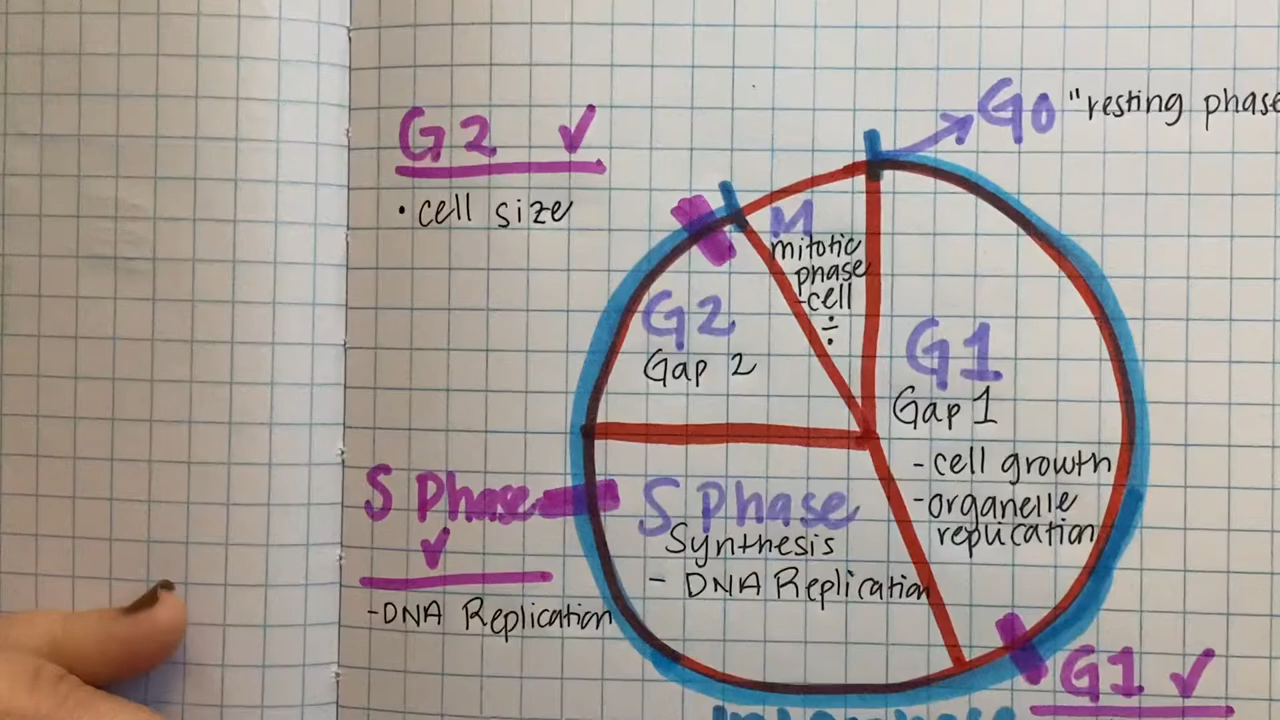 G2 ✓
• cell size
G0 "resting phase
M
mitotic
phase
-cell
÷
G2
Gap 2
G1
Gap 1
- cell growth
- organelle
replication
S Phase
✓
- DNA Replication
S phase
Synthesis
- DNA Replication
G1 ✓